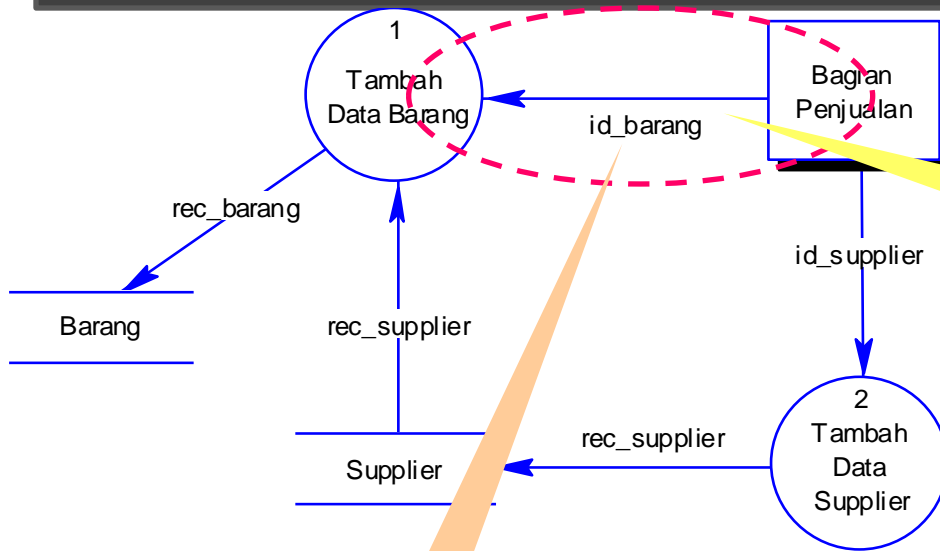 1
Tambah
Data Barang
Bagian
Penjualan
id_barang
rec_barang
id_supplier
Barang
rec_supplier
2
Tambah
Data
Supplier
rec_supplier
Supplier